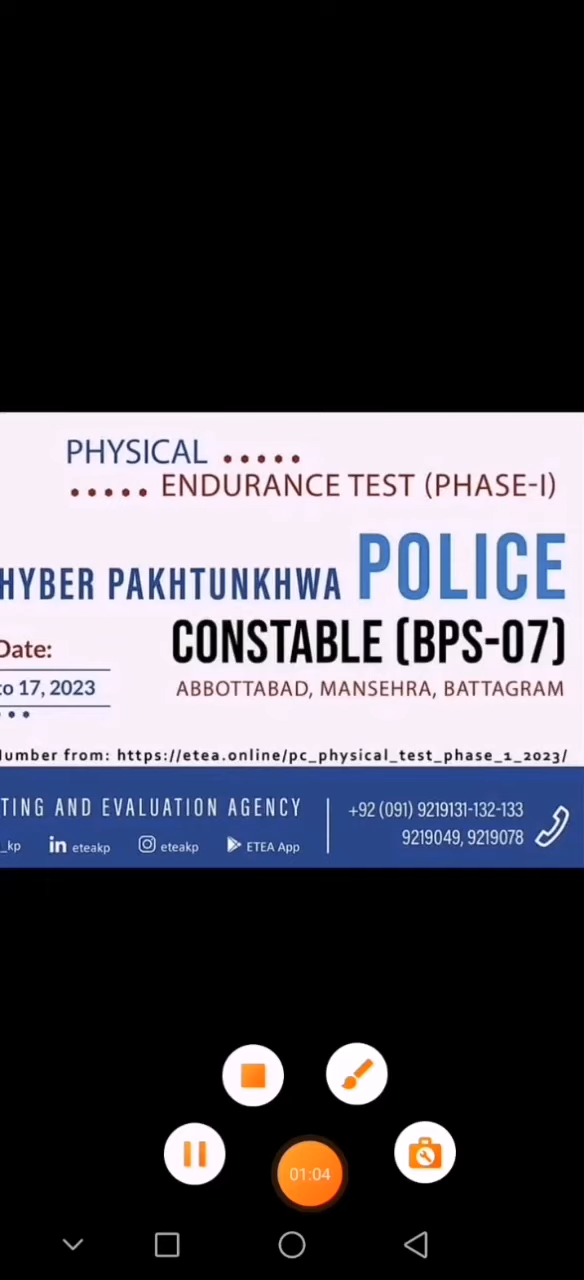 PHYSICAL .....
..... ENDURANCE TEST (PHASE-I)
HYBER PAKHTUNKHWA POLICE
CONSTABLE (BPS-07)
Date:
to 17, 2023
ABBOTTABAD, MANSEHRA, BATTAGRAM
umber from: https://etea.online/pc_physical_test_phase_1_2023/
TING AND EVALUATION AGENCY
+92 (091) 9219131-132-133
9219049, 9219078
_kp eteakp eteakp ETEA App
01:04